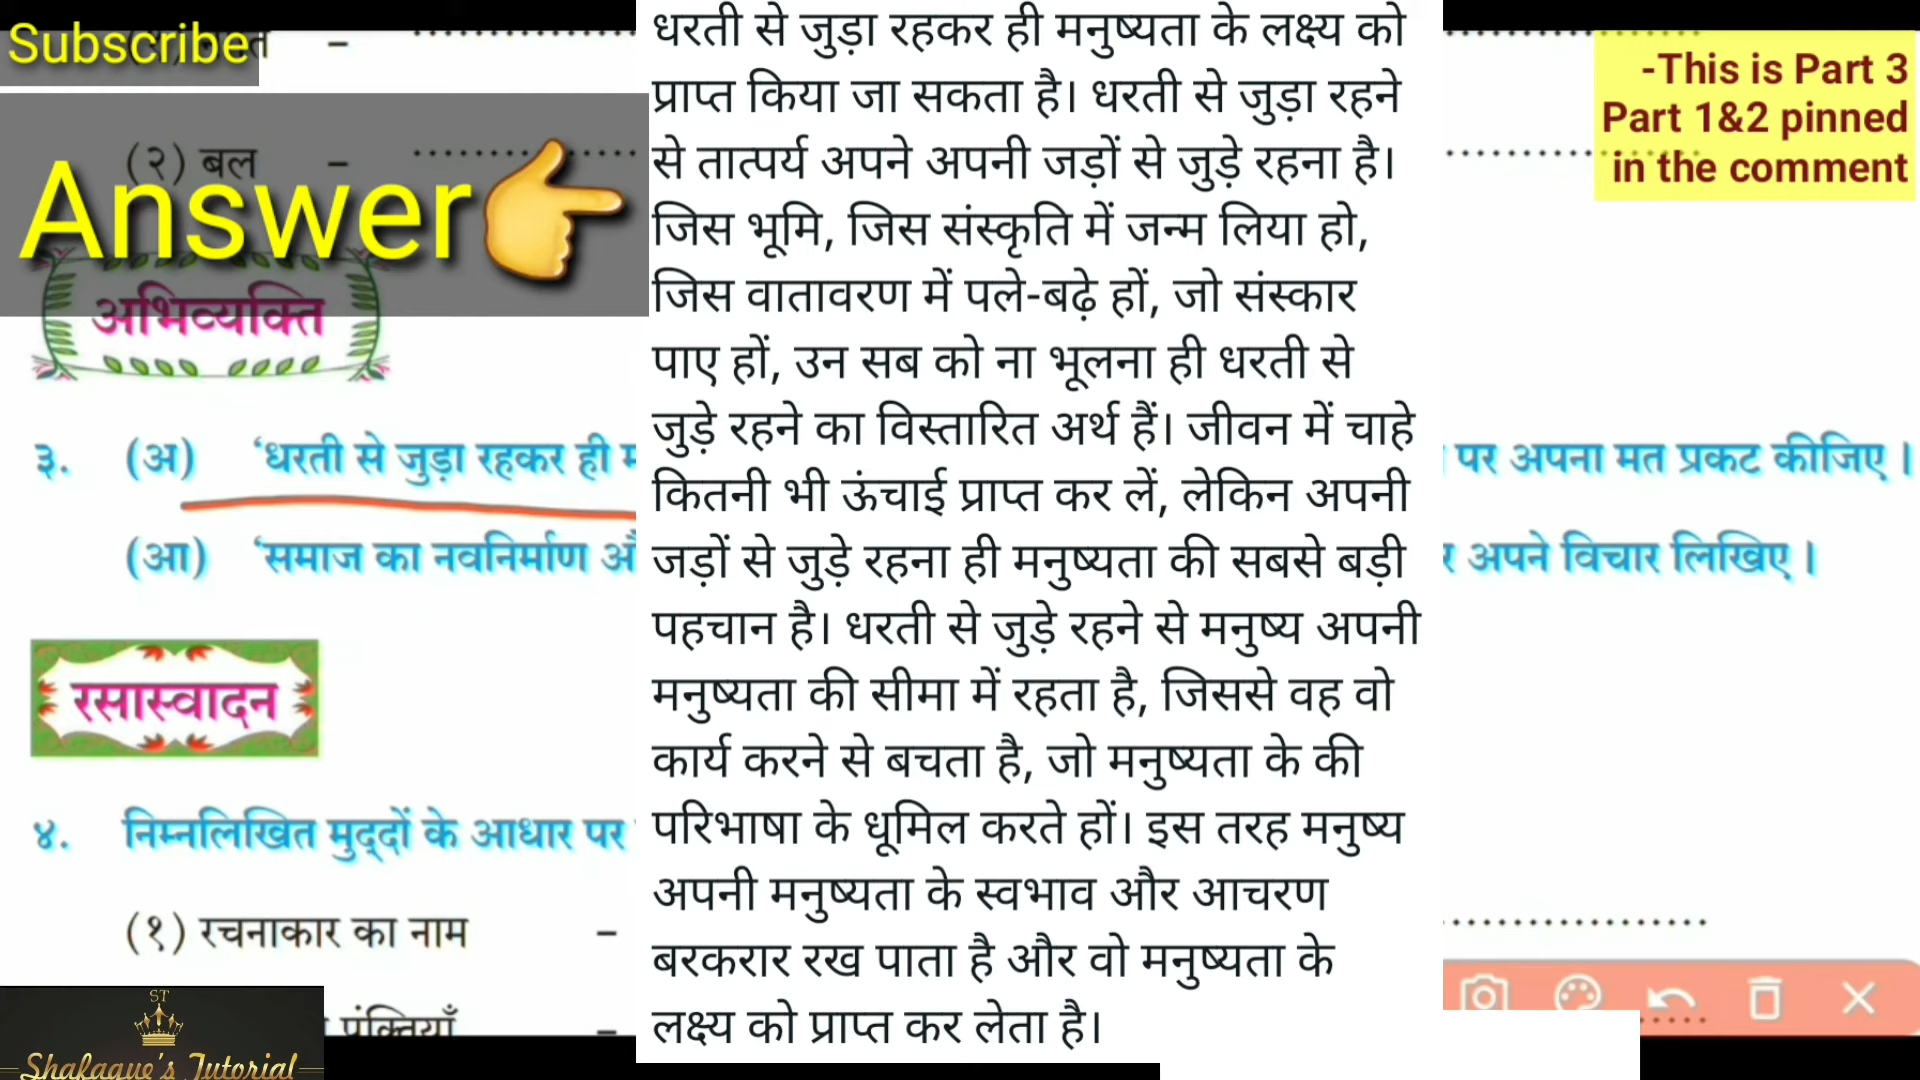 Subscribe
-This is Part 3
Part 1&2 pinned
in the comment
(२) बल –
Answer
अभिव्यक्ति
३. (अ) ‘धरती से जुड़ा रहकर ही
पर अपना मत प्रकट कीजिए ।
(आ) ‘समाज का नवनिर्माण
अपने विचार लिखिए ।
रसास्वादन
४. निम्नलिखित मुद्दों के आधार पर
(१) रचनाकार का नाम –
पंक्तियाँ –
ST
Shafaque's Tutorial
धरती से जुड़ा रहकर ही मनुष्यता के लक्ष्य को
प्राप्त किया जा सकता है। धरती से जुड़ा रहने
से तात्पर्य अपने अपनी जड़ों से जुड़े रहना है।
जिस भूमि, जिस संस्कृति में जन्म लिया हो,
जिस वातावरण में पले-बढ़े हों, जो संस्कार
पाए हों, उन सब को ना भूलना ही धरती से
जुड़े रहने का विस्तारित अर्थ हैं। जीवन में चाहे
कितनी भी ऊंचाई प्राप्त कर लें, लेकिन अपनी
जड़ों से जुड़े रहना ही मनुष्यता की सबसे बड़ी
पहचान है। धरती से जुड़े रहने से मनुष्य अपनी
मनुष्यता की सीमा में रहता है, जिससे वह वो
कार्य करने से बचता है, जो मनुष्यता के की
परिभाषा के धूमिल करते हों। इस तरह मनुष्य
अपनी मनुष्यता के स्वभाव और आचरण
बरकरार रख पाता है और वो मनुष्यता के
लक्ष्य को प्राप्त कर लेता है।